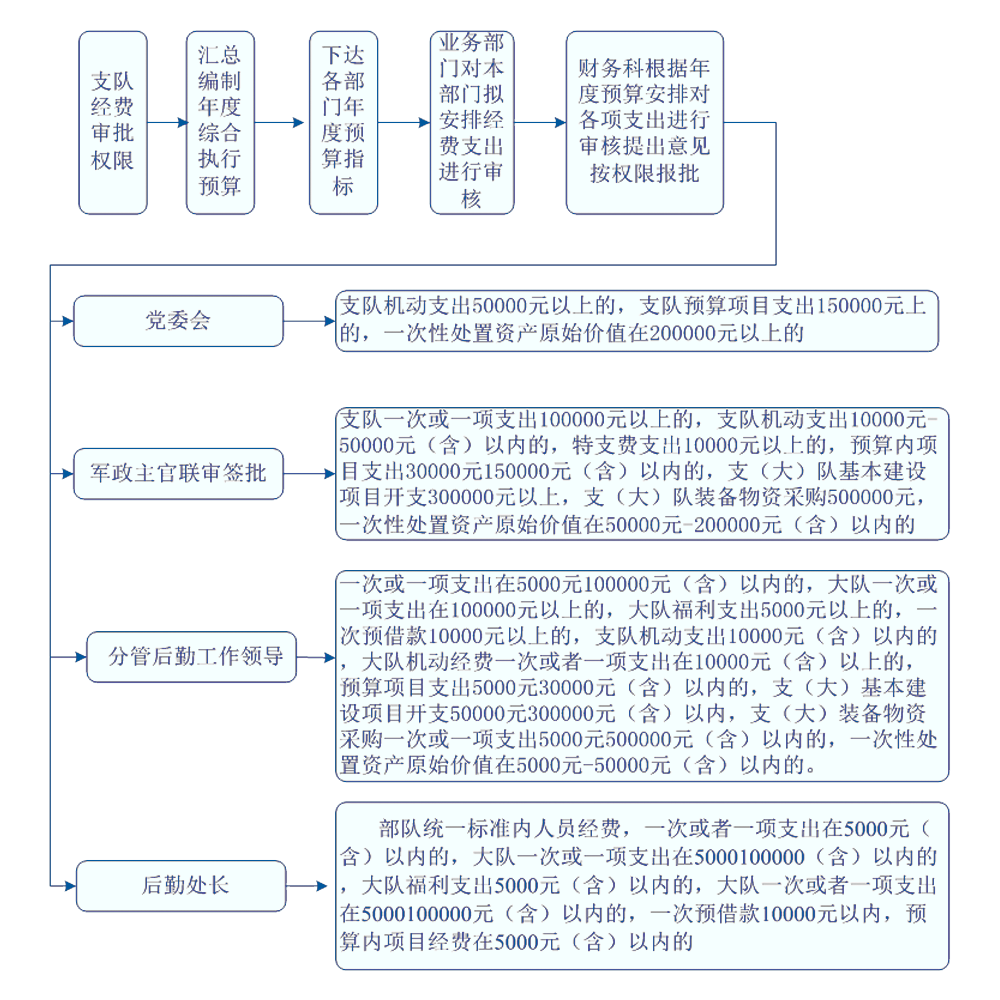 支队
经费
审批
权限
汇总
编制
年度
综合
执行
预算
下达
各部
门年
度预
算指
标
业务部
门对本
部门拟
安排经
费支出
进行审
核
财务科根据年
度预算安排对
各项支出进行
审核提出意见
按权限报批
党委会
支队机动支出50000元以上的，支队预算项目支出150000元上
的，一次性处置资产原始价值在200000元以上的
军政主官联审签批
支队一次或一项支出100000元以上的，支队机动支出10000元-
50000元（含）以内的，特支费支出10000元以上的，预算内项
目支出30000元150000元（含）以内的，支（大）队基本建设
项目开支300000元以上，支（大）队装备物资采购500000元，
一次性处置资产原始价值在50000元-200000元（含）以内的
分管后勤工作领导
一次或一项支出在5000元100000元（含）以内的，大队一次或
一项支出在100000元以上的，大队福利支出5000元以上的，一
次预借款10000元以上的，支队机动支出10000元（含）以内的
，大队机动经费一次或者一项支出在10000元（含）以上的，
预算项目支出5000元30000元（含）以内的，支（大）基本建
设项目开支50000元300000元（含）以内，支（大）装备物资
采购一次或一项支出5000元500000元（含）以内的，一次性处
置资产原始价值在5000元-50000元（含）以内的。
后勤处长
部队统一标准内人员经费，一次或者一项支出在5000元（
含）以内的，大队一次或一项支出在5000100000（含）以内的
，大队福利支出5000元（含）以内的，大队一次或者一项支出
在5000100000元（含）以内的，一次预借款10000元以内，预
算内项目经费在5000元（含）以内的